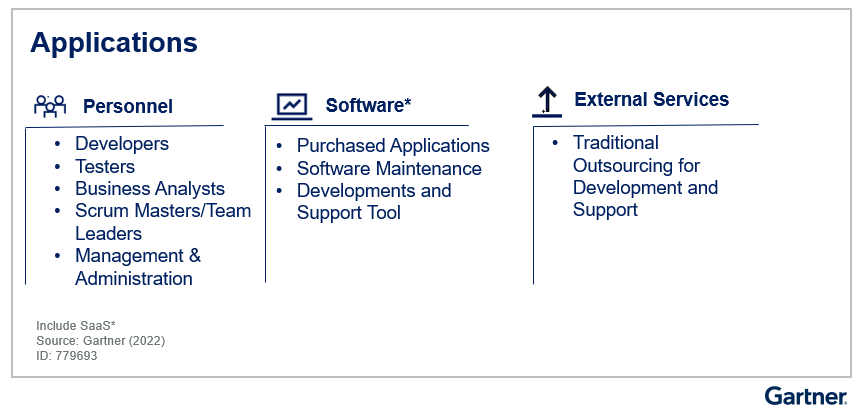 Applications
Personnel
• Developers
• Testers
• Business Analysts
• Scrum Masters/Team
Leaders
• Management &
Administration
Software*
• Purchased Applications
• Software Maintenance
• Developments and
Support Tool
External Services
• Traditional
Outsourcing for
Development and
Support
Include SaaS*
Source: Gartner (2022)
ID: 779693
Gartner